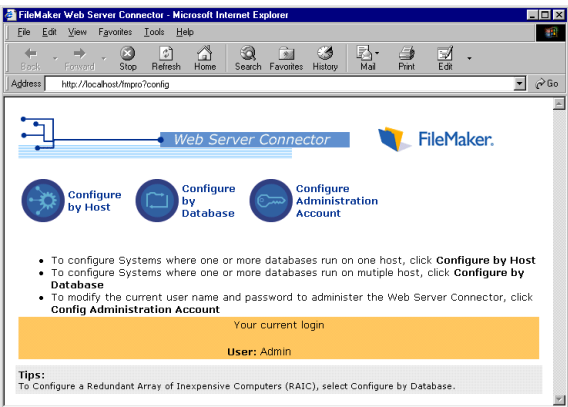 FileMaker Web Server Connector - Microsoft Internet Explorer
File Edit View Favorites Tools Help
Back Forward Stop Refresh Home Search Favorites History Mail Print Edit
Address http://localhost/fmpro?config Go
Web Server Connector FileMaker.
Configure by Host
Configure by Database
Configure Administration Account
• To configure Systems where one or more databases run on one host, click Configure by Host
• To configure Systems where one or more databases run on mutiple host, click Configure by
Database
• To modify the current user name and password to administer the Web Server Connector, click
Config Administration Account
Your current login
User: Admin
Tips:
To Configure a Redundant Array of Inexpensive Computers (RAIC), select Configure by Database.